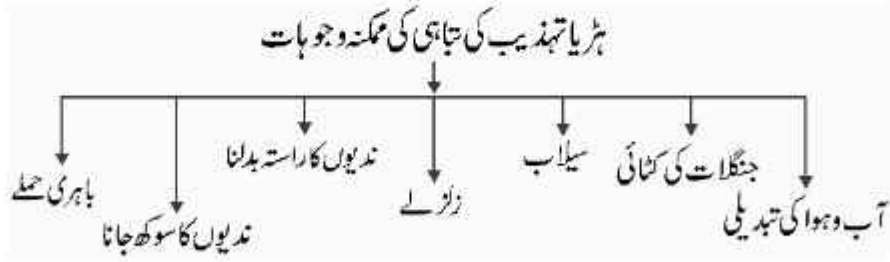 ہڑپا تہذیب کی تباہی کی ممکنہ وجوہات
آب و ہوا کی تبدیلی
جنگلات کی کٹائی
سیلاب
زلزلے
ندیوں کا راستہ بدلنا
ندیوں کا سوکھ جانا
باہری حملے